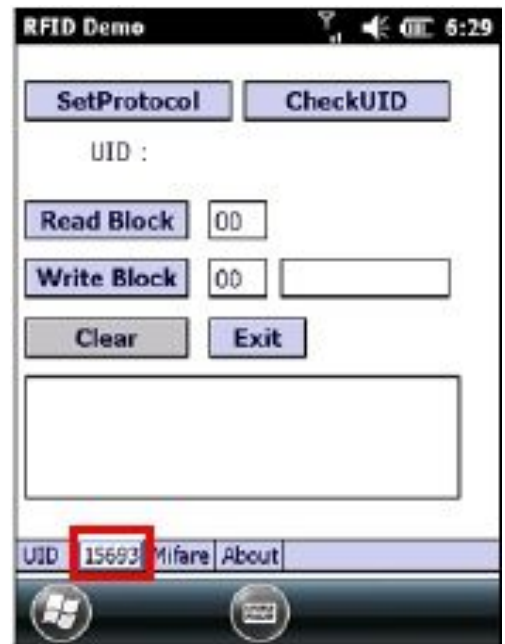 RFID Demo 6:29
SetProtocol CheckUID
UID :
Read Block 00
Write Block 00
Clear Exit
UID 15693 Mifare About